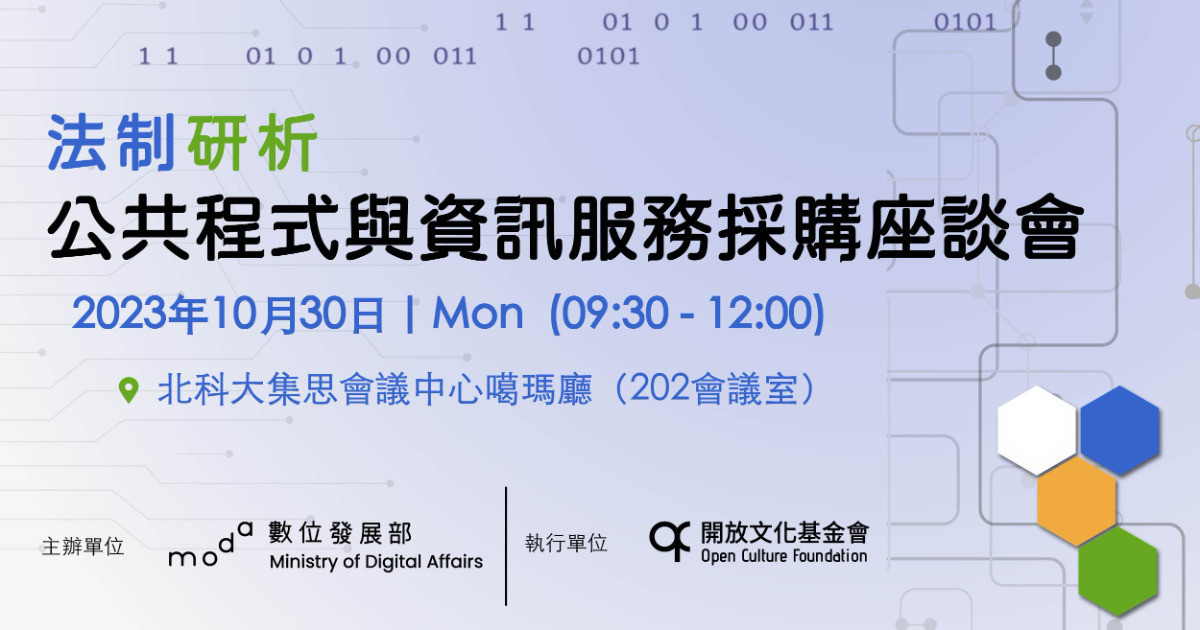 11 01 0 1 00 011 0101
11 01 0 1 00 011 0101
法制研析
公共程式與資訊服務採購座談會
2023年10月30日 | Mon (09:30 - 12:00)
北科大集思會議中心噶瑪廳（202會議室）
主辦單位
moda
數位發展部
Ministry of Digital Affairs
執行單位
開放文化基金會
Open Culture Foundation